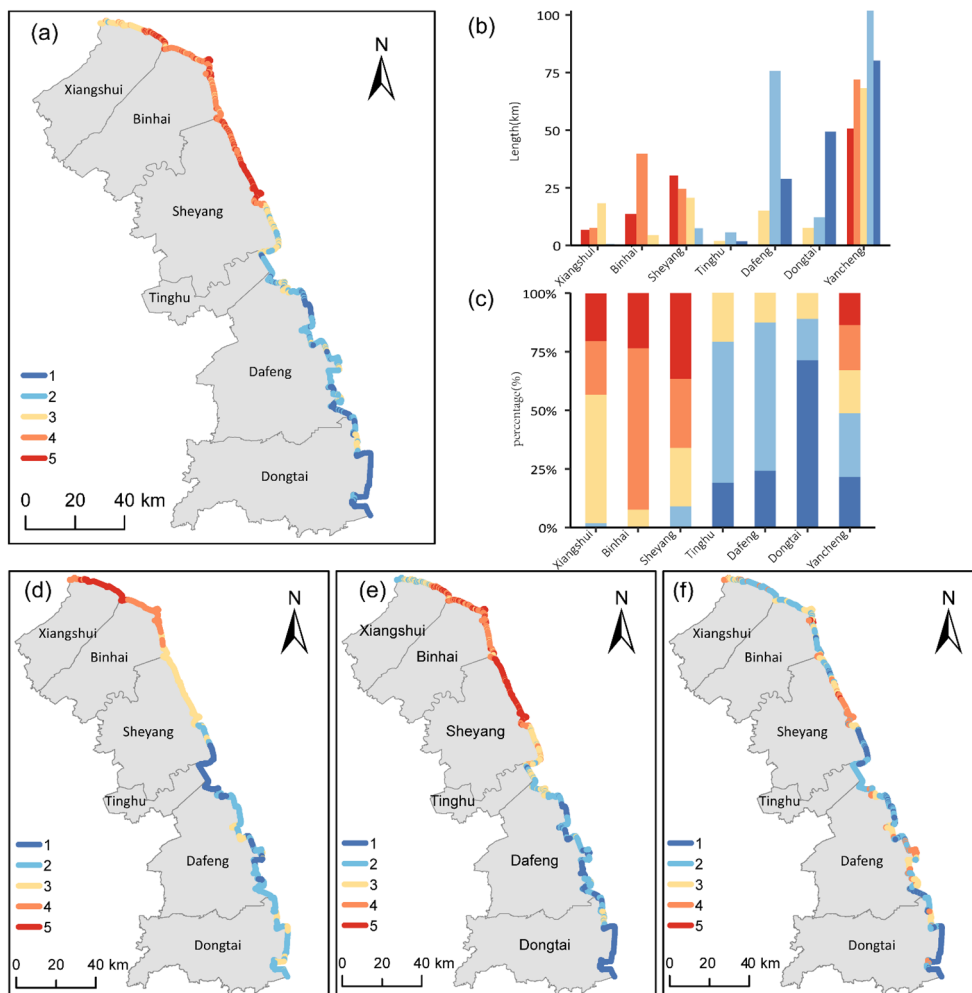 (a)
N
Xiangshui
Binhai
Sheyang
Tinghu
Dafeng
Dongtai
1
2
3
4
5
0 20 40 km
(b)
Length(km)
100
75
50
25
0
Xiangshui Binhai Sheyang Tinghu Dafeng Dongtai Yancheng
(c)
percentage(%)
100%
75%
50%
25%
0%
Xiangshui Binhai Sheyang Tinghu Dafeng Dongtai Yancheng
(d)
N
Xiangshui
Binhai
Sheyang
Tinghu
Dafeng
Dongtai
1
2
3
4
5
0 20 40 km
(e)
N
Xiangshui
Binhai
Sheyang
Tinghu
Dafeng
Dongtai
1
2
3
4
5
0 20 40 km
(f)
N
Xiangshui
Binhai
Sheyang
Tinghu
Dafeng
Dongtai
1
2
3
4
5
0 20 40 km